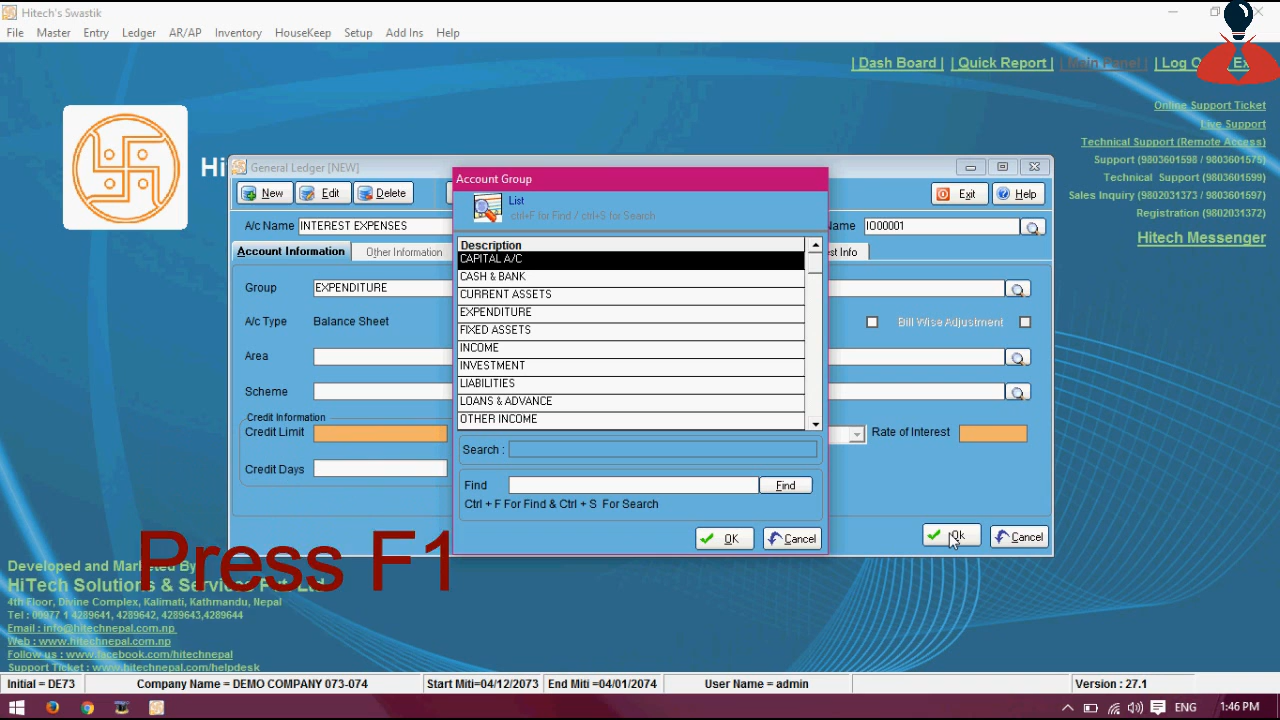 Hitech's Swastik
File Master Entry Ledger AR/AP Inventory HouseKeep Setup Add Ins Help
| Dash Board | | Quick Report | | Main Panel | | Log
Online Support Ticket
Live Support
Technical Support (Remote Access)
Support (9803601598 / 9803601575)
Technical Support (9803601599)
Sales Inquiry (9802031373 / 9803601597)
Registration (9802031372)
Hitech Messenger
Hi
General Ledger [NEW]
New Edit Delete Exit Help
A/c Name INTEREST EXPENSES Name IO00001
Account Information Other Information est Info
Group EXPENDITURE
A/c Type Balance Sheet Bill Wise Adjustment
Area
Scheme
Credit Information
Credit Limit Rate of Interest
Credit Days
Ok Cancel
Account Group
List
ctrl+F for Find / ctrl+S for Search
Description
CAPITAL A/C
CASH & BANK
CURRENT ASSETS
EXPENDITURE
FIXED ASSETS
INCOME
INVESTMENT
LIABILITIES
LOANS & ADVANCE
OTHER INCOME
Search :
Find Find
Ctrl + F For Find & Ctrl + S For Search
OK Cancel
Press F1
Developed and Marketed By
HiTech Solutions & Services Pvt. Ltd
4th Floor, Divine Complex, Kalimati, Kathmandu, Nepal
Tel : 00977 1 4289641, 4289642, 4289643,4289644
Email : info@hitechnepal.com.np
Web : www.hitechnepal.com.np
Follow us : www.facebook.com/hitechnepal
Support Ticket : www.hitechnepal.com/helpdesk
Initial = DE73 Company Name = DEMO COMPANY 073-074 Start Miti=04/12/2073 End Miti =04/01/2074 User Name = admin Version : 27.1
ENG 1:46 PM